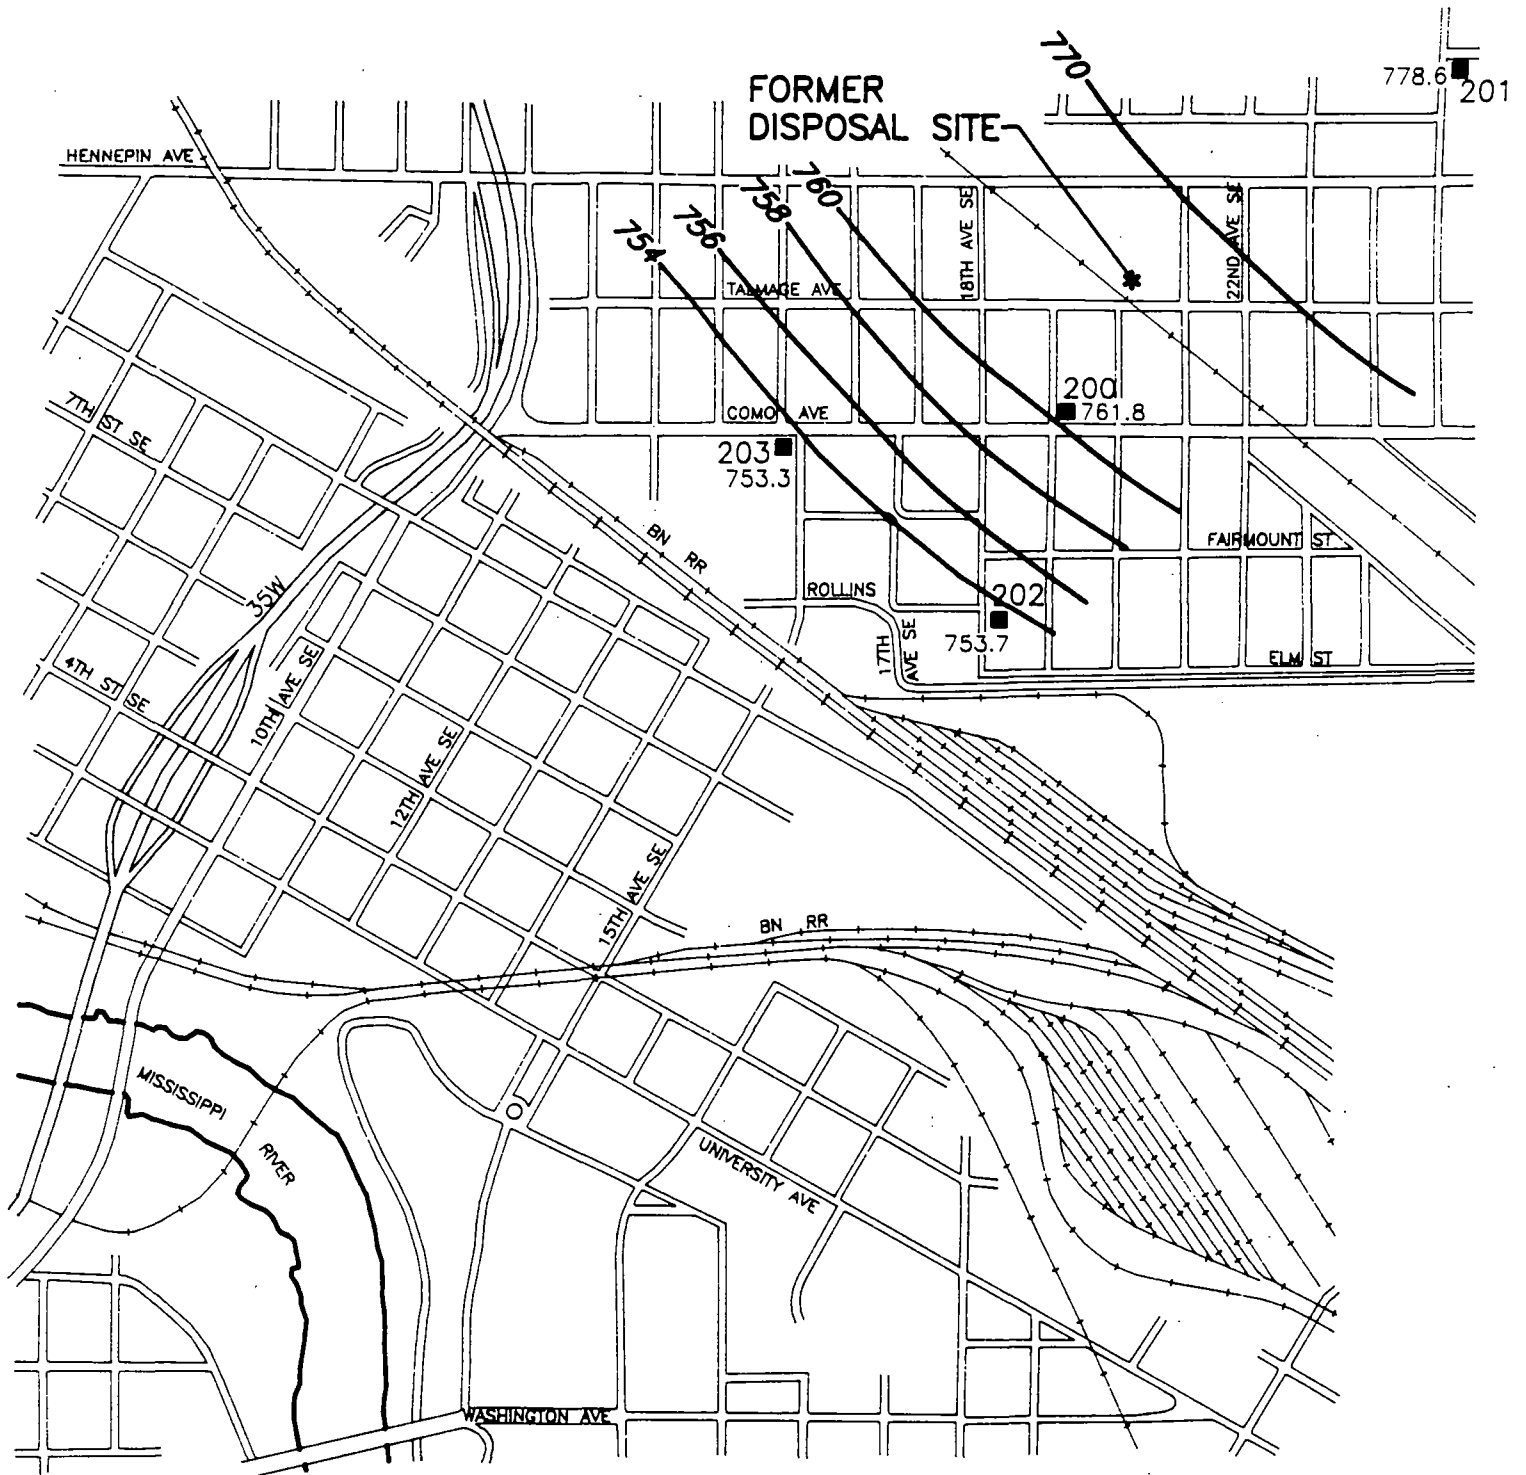 770
778.6
201
FORMER
DISPOSAL SITE
HENNEPIN AVE
760
758
756
754
18TH AVE SE
22ND AVE SE
TALMAGE AVE
200
761.8
COMO AVE
203
753.3
7TH ST SE
BN RR
FAIRMOUNT ST
35W
ROLLINS
202
753.7
17TH
AVE SE
ELM ST
4TH ST SE
10TH AVE SE
12TH AVE SE
15TH AVE SE
BN RR
MISSISSIPPI
RIVER
UNIVERSITY AVE
WASHINGTON AVE